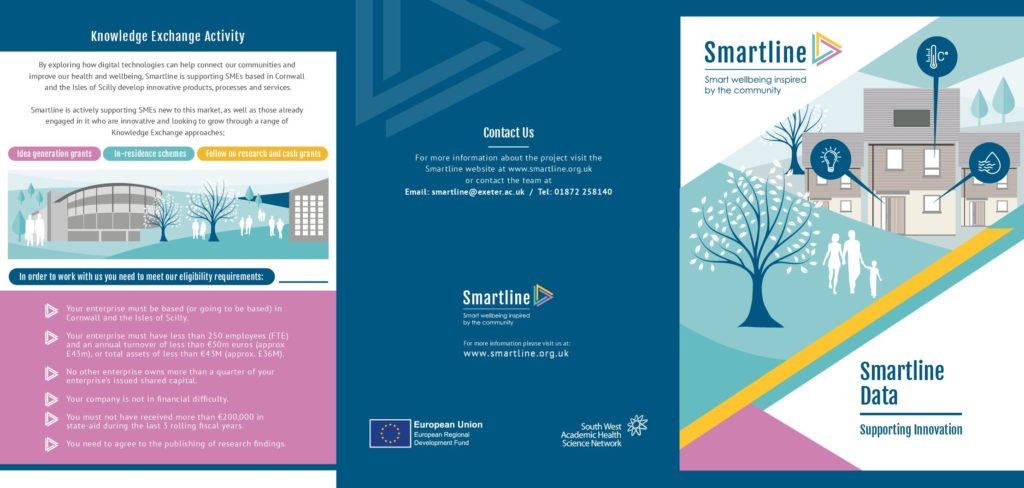 Knowledge Exchange Activity
By exploring how digital technologies can help connect our communities and
improve our health and wellbeing, Smartline is supporting SMEs based in Cornwall
and the Isles of Scilly develop innovative products, processes and services.
Smartline is actively supporting SMEs new to this market, as well as those already
engaged in it who are innovative and looking to grow through a range of
Knowledge Exchange approaches;
Idea generation grants
In-residence schemes
Follow on research and cash grants
In order to work with us you need to meet our eligibility requirements:
Your enterprise must be based (or going to be based) in
Cornwall and the Isles of Scilly.
Your enterprise must have less than 250 employees (FTE)
and an annual turnover of less than €50m euros (approx
£43m), or total assets of less than €43M (approx. £36M).
No other enterprise owns more than a quarter of your
enterprise's issued shared capital.
Your company is not in financial difficulty.
You must not have received more than €200,000 in
state-aid during the last 3 rolling fiscal years.
You need to agree to the publishing of research findings.
Contact Us
For more information about the project visit the
Smartline website at www.smartline.org.uk
or contact the team at
Email: smartline@exeter.ac.uk / Tel: 01872 258140
Smartline
Smart wellbeing inspired
by the community
For more information please visit us at:
www.smartline.org.uk
European Union
European Regional
Development Fund
South West
Academic Health
Science Network
Smartline
Smart wellbeing inspired
by the community
C°
Smartline
Data
Supporting Innovation